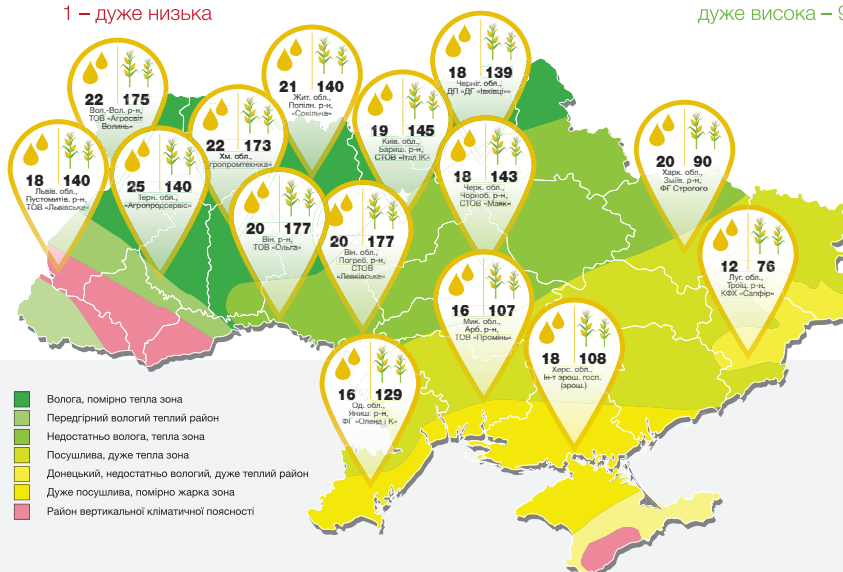 1 – дуже низька
дуже висока – 9
22 175
Вол.-Вол. р-н,
ТОВ «Агросвіт
Волинь»
18 140
Львів. обл.,
Пустомитів. р-н,
ТОВ «Львівське»
25 140
Терн. обл.,
«Агропродсервіс»
22 173
Хм. обл.,
21 140
Жит. обл.,
Попілн. р-н,
«Сокільча»
19 145
Київ. обл.,
Бариш. р-н,
СТОВ «Італ ІК»
18 139
Черніг. обл.,
ДП «ДГ «Івківці»»
18 143
Черк. обл.,
Чорноб. р-н,
СТОВ «Маяк»
20 90
Харк. обл.,
Зміїв. р-н,
ФГ Строгого
12 76
Луг. обл.,
Троїц. р-н,
КФХ «Сапфір»
20 177
Він. р-н,
ТОВ «Ольга»
20 177
Він. обл.,
Погреб. р-н,
СТОВ
«Левківське»
16 107
Мик. обл.,
Арб. р-н,
ТОВ «Промінь»
18 108
Херс. обл.,
Ін-т зрош. госп.
(зрош.)
16 129
Од. обл.,
Яниш. р-н,
ФГ «Олена і К»
Волога, помірно тепла зона
Передгірний вологий теплий район
Недостатньо волога, тепла зона
Посушлива, дуже тепла зона
Донецький, недостатньо вологий, дуже теплий район
Дуже посушлива, помірно жарка зона
Район вертикальної кліматичної поясності